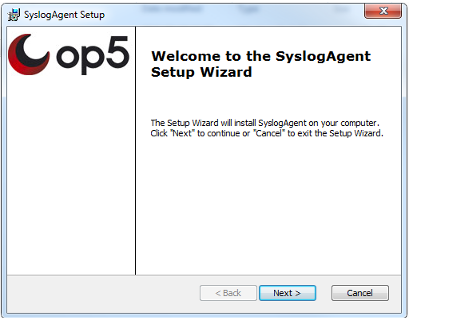 SyslogAgent Setup
op5
Welcome to the SyslogAgent
Setup Wizard
The Setup Wizard will install SyslogAgent on your computer.
Click "Next" to continue or "Cancel" to exit the Setup Wizard.
< Back
Next >
Cancel